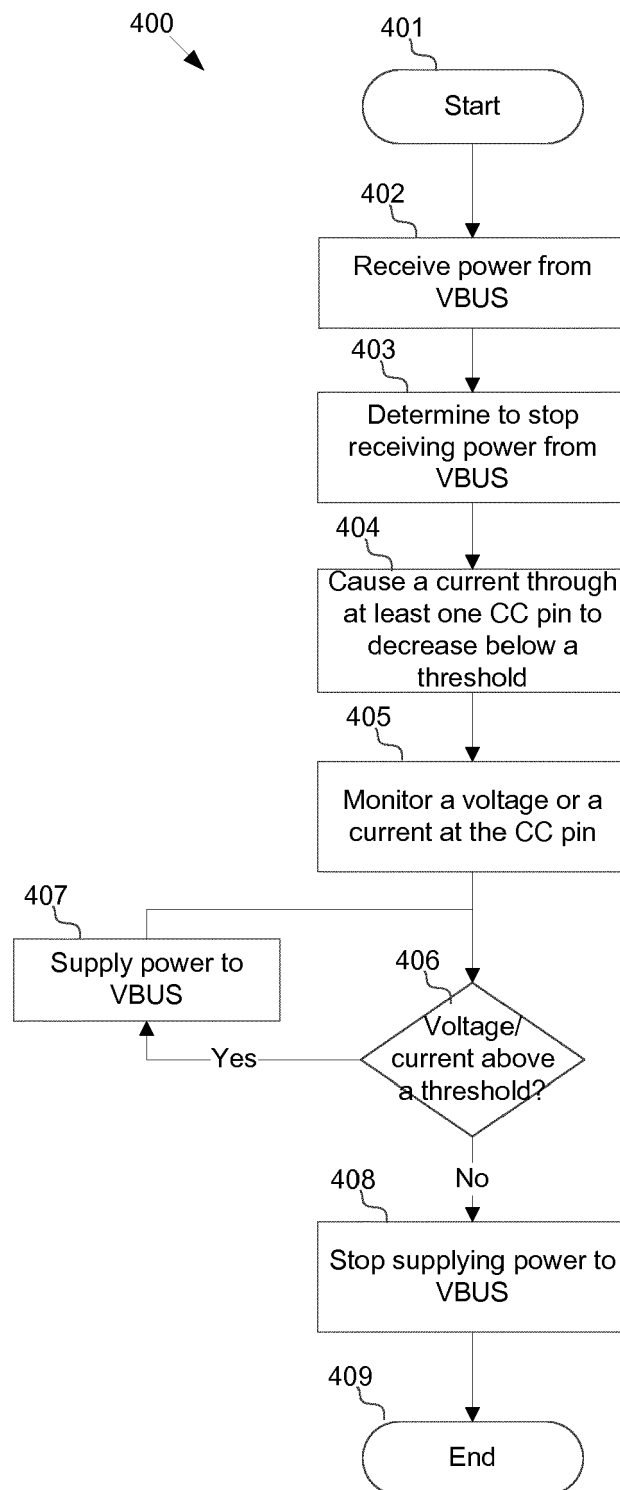 400
401
Start
402
Receive power from
VBUS
403
Determine to stop
receiving power from
VBUS
404
Cause a current through
at least one CC pin to
decrease below a
threshold
405
Monitor a voltage or a
current at the CC pin
407
Supply power to
VBUS
406
Voltage/
current above
a threshold?
Yes
No
408
Stop supplying power to
VBUS
409
End